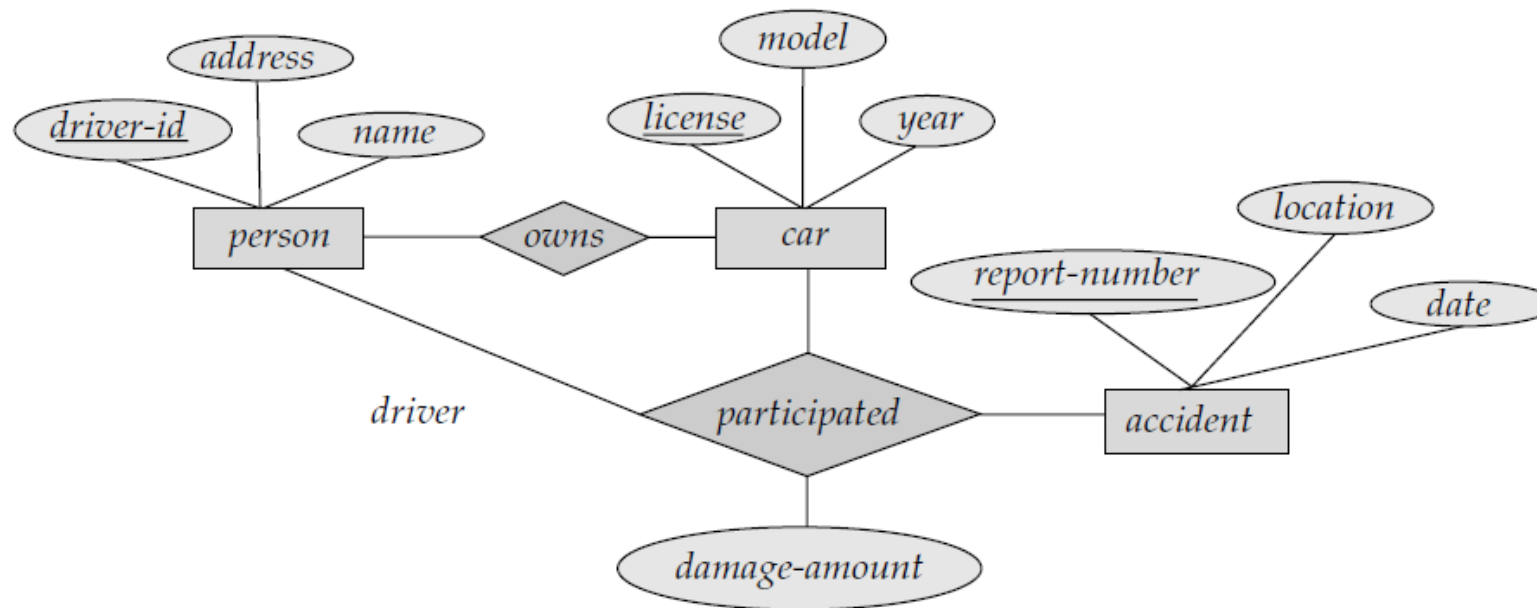 model
address
driver-id
name
license
year
location
person
owns
car
report-number
date
driver
participated
accident
damage-amount